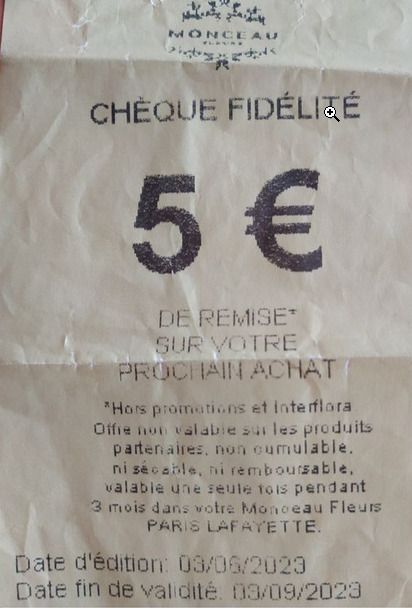 MONCEAU
FLEURS
CHÈQUE FIDÉLITÉ
5 €
DE REMISE*
SUR VOTRE
PROCHAIN ACHAT
*Hors promotions et Interflora
Offre non valable sur les produits
partenaires, non cumulable,
ni sécable, ni remboursable,
valable une seule fois pendant
3 mois dans votre Monceau Fleurs
PARIS LAFAYETTE.
Date d'édition: 03/06/2023
Date fin de validité: 03/09/2023